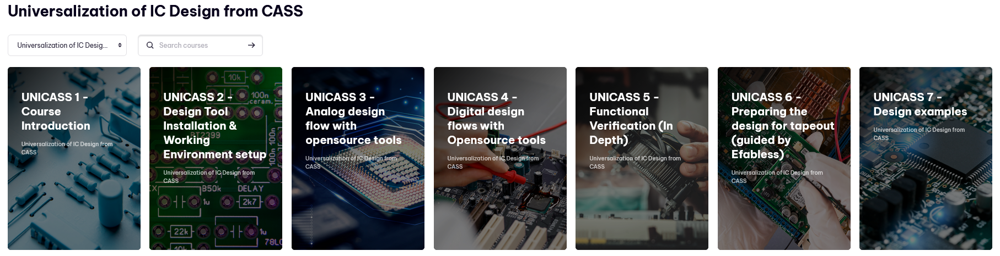 Universalization of IC Design from CASS
Universalization of IC Desig...
Search courses
UNICASS 1 -
Course
Introduction
Universalization of IC Design from
CASS
UNICASS 2 -
Design Tool
Installation &
Working
Environment setup
Universalization of IC Design from
CASS
10k
100n
ceram.
PT2399
100n
100n
B50k
DELAY
1u
2k7
22k
1u
10k
UNICASS 3 -
Analog design
flow with
opensource tools
Universalization of IC Design from
CASS
UNICASS 4 -
Digital design
flows with
Opensource tools
Universalization of IC Design from
CASS
UNICASS 5 -
Functional
Verification (In
Depth)
Universalization of IC Design from
CASS
UNICASS 6 -
Preparing the
design for tapeout
(guided by
Efabless)
Universalization of IC Design from
CASS
UNICASS 7 -
Design examples
Universalization of IC Design from
CASS